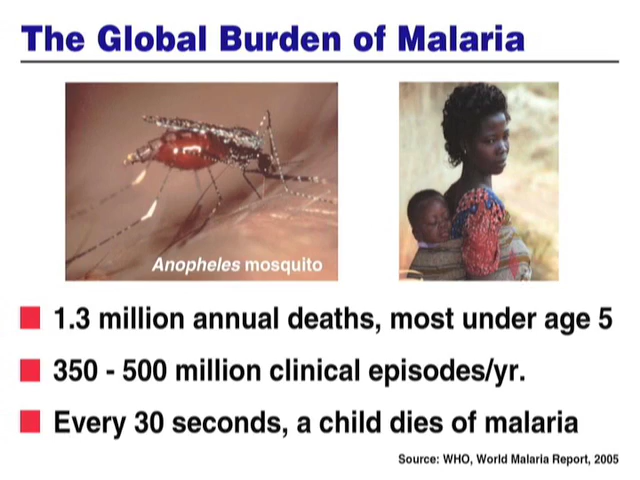 The Global Burden of Malaria
Anopheles mosquito
1.3 million annual deaths, most under age 5
350 - 500 million clinical episodes/yr.
Every 30 seconds, a child dies of malaria
Source: WHO, World Malaria Report, 2005